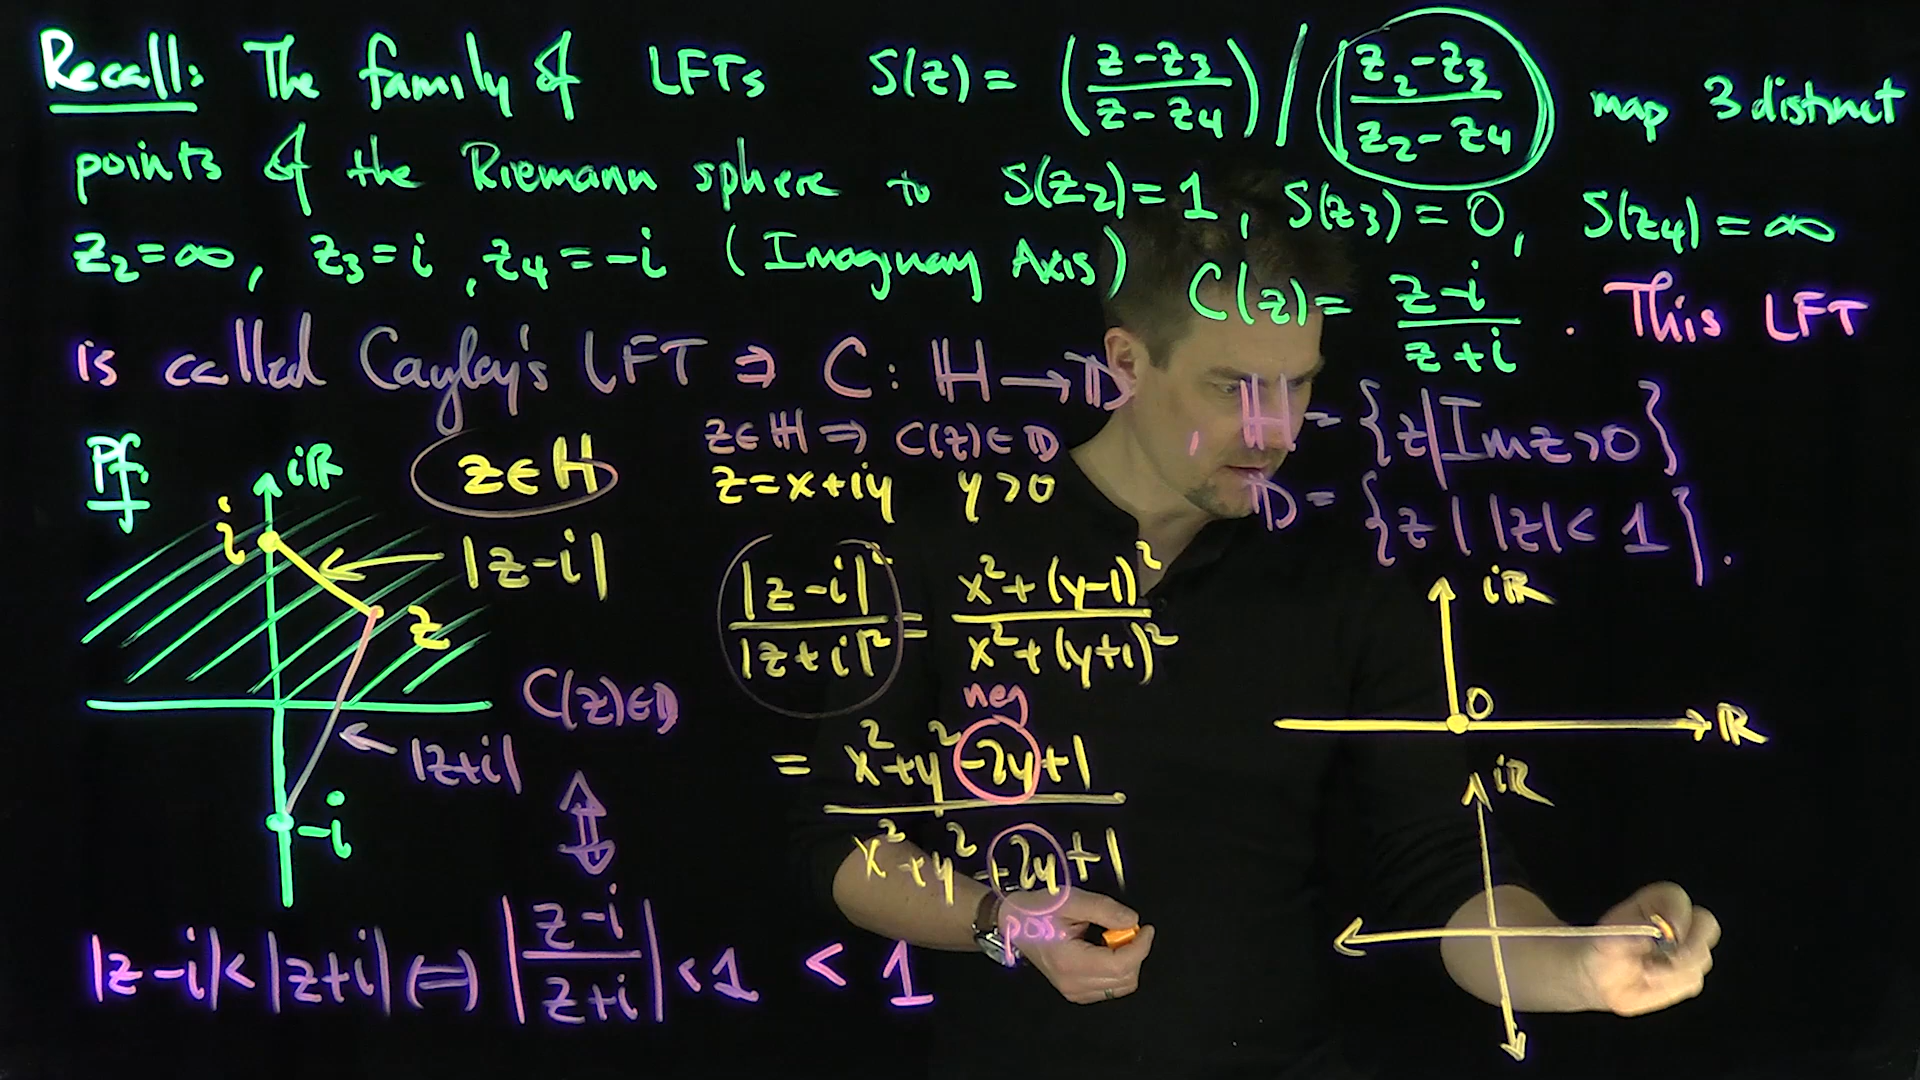 Recall: The family of LFTs S(z) = (z-z₃ / z-z₄) / (z₂-z₃ / z₂-z₄) map 3 distinct
points of the Riemann sphere to S(z₂)=1, S(z₃)=0, S(z₄)=∞
z₂=∞, z₃=i, z₄=-i (Imaginary Axis) C(z) = z-i / z+i . This LFT
is called Cayley's LFT ⇒ C: ℍ → 𝔻, ℍ = {z | Im z > 0}
𝔻 = {z | |z| < 1}.
Pf:
z∈ℍ
z∈ℍ ⇒ C(z)∈𝔻
z=x+iy y>0
iℝ
i
|z-i|
z
|z+i|
-i
C(z)∈𝔻
⇕
|z-i| < |z+i| ⇔ |z-i / z+i| < 1
|z-i|² / |z+i|² = x²+(y-1)² / x²+(y+1)²
neg
= x²+y²-2y+1 / x²+y²+2y+1
pos.
< 1
iℝ
0
ℝ
iℝ